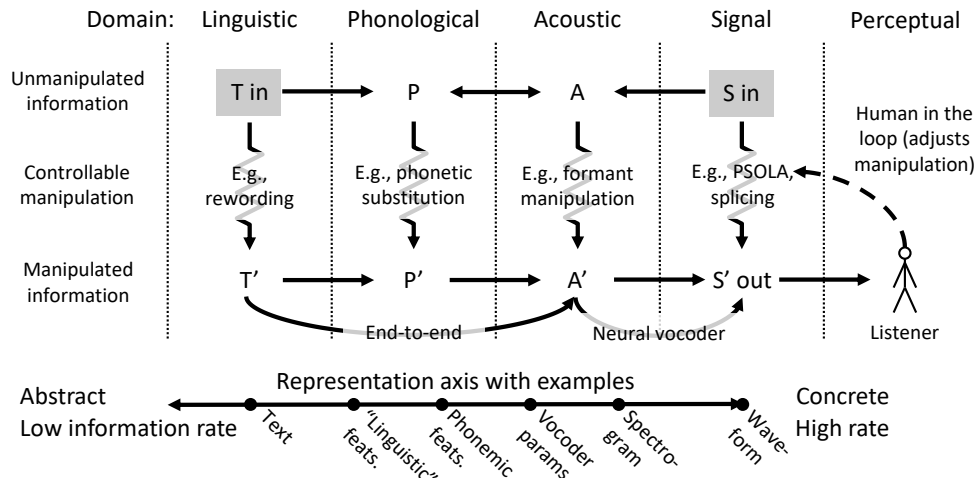 Domain: Linguistic Phonological Acoustic Signal Perceptual
Unmanipulated
information
T in P A S in
Human in the
loop (adjusts
manipulation)
Controllable
manipulation
E.g.,
rewording
E.g., phonetic
substitution
E.g., formant
manipulation
E.g., PSOLA,
splicing
Manipulated
information
T’ P’ A’ S’ out
Listener
End-to-end
Neural vocoder
Representation axis with examples
Abstract
Low information rate
Concrete
High rate
Text
“Linguistic”
feats.
Phonemic
feats.
Vocoder
params
Spectro-
gram
Wave-
form